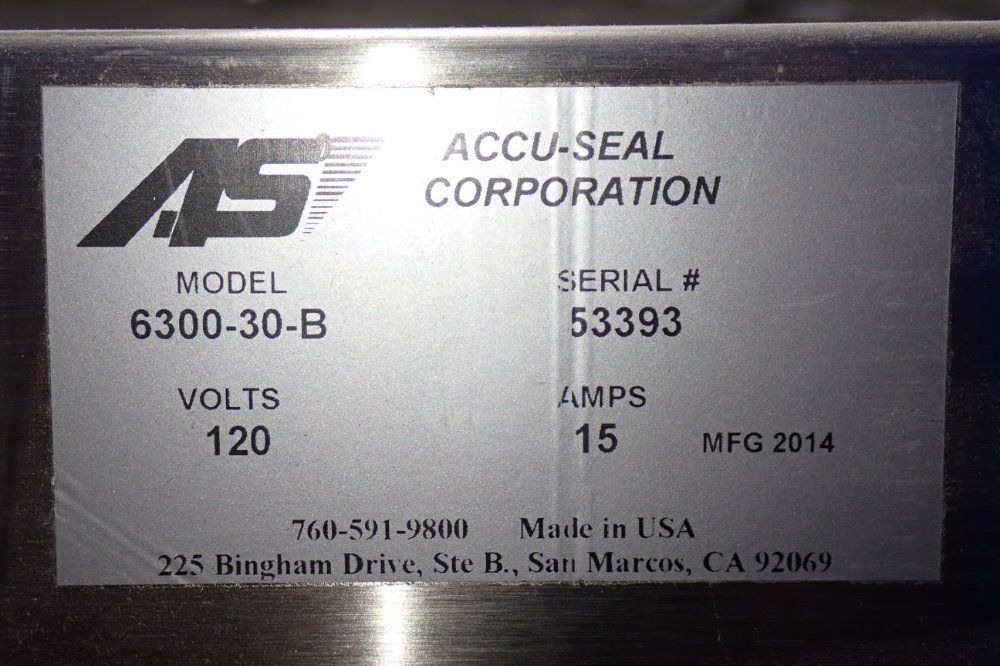 AS
ACCU-SEAL
CORPORATION
MODEL
6300-30-B
SERIAL #
53393
VOLTS
120
AMPS
15
MFG 2014
760-591-9800 Made in USA
225 Bingham Drive, Ste B., San Marcos, CA 92069